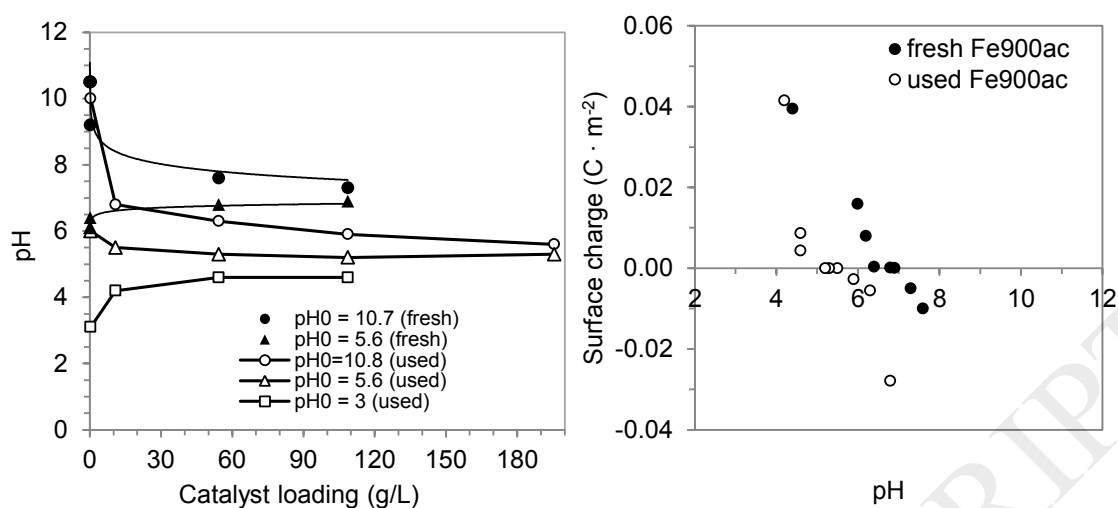 12
10
8
6
4
2
0
pH
0 30 60 90 120 150 180
Catalyst loading (g/L)
pH0 = 10.7 (fresh)
pH0 = 5.6 (fresh)
pH0=10.8 (used)
pH0 = 5.6 (used)
pH0 = 3 (used)
0.06
0.04
0.02
0.00
-0.02
-0.04
Surface charge (C · m⁻²)
fresh Fe900ac
used Fe900ac
2 4 6 8 10 12
pH
RIPT